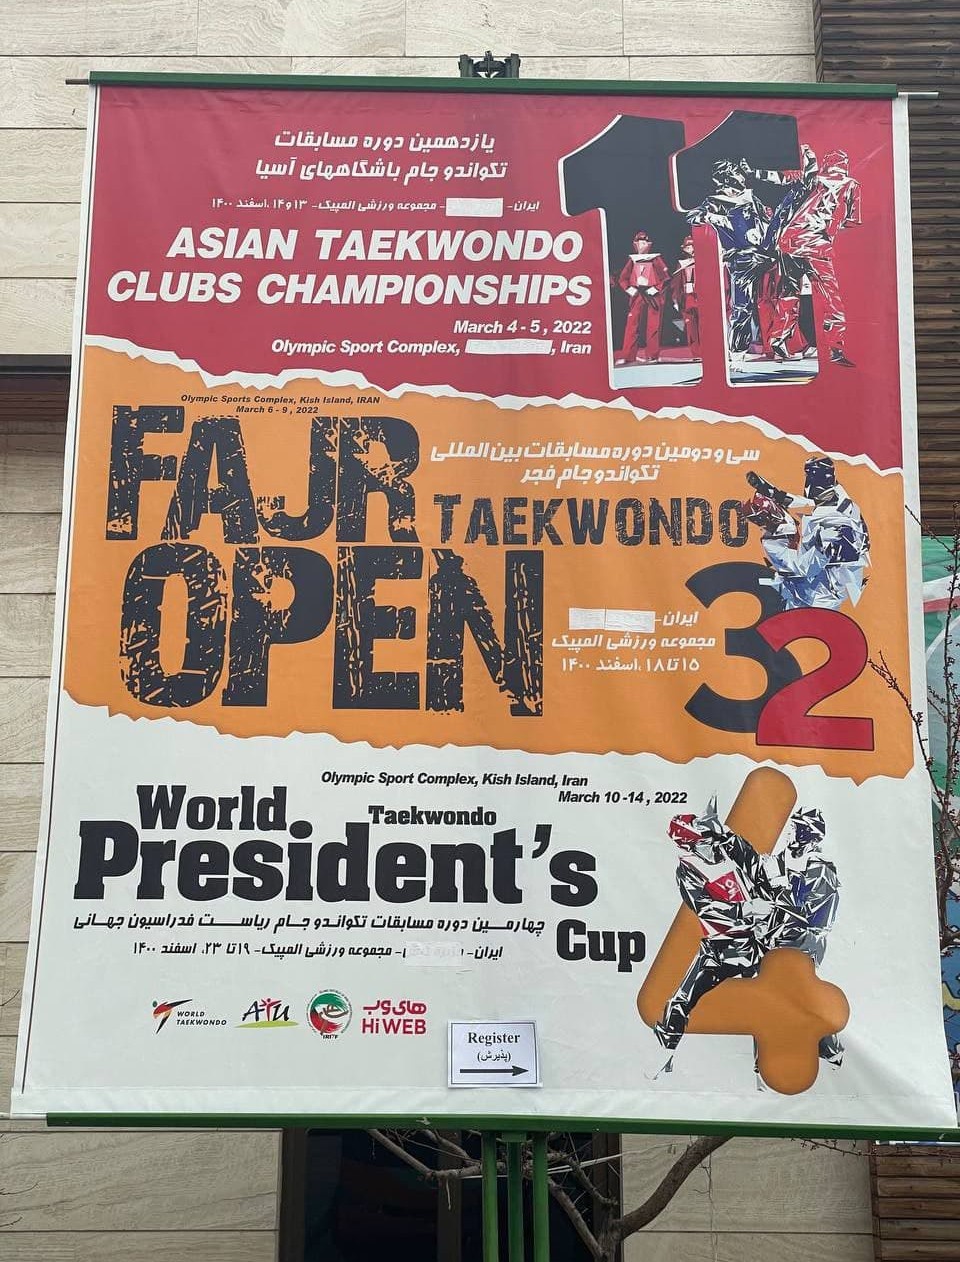 یازدهمین دوره مسابقات
تکواندو جام باشگاههای آسیا
ایران- - مجموعه ورزشی المپیک- ۱۳ و ۱۴ ،اسفند ۱۴۰۰
11
ASIAN TAEKWONDO
CLUBS CHAMPIONSHIPS
March 4 - 5 , 2022
Olympic Sport Complex, , Iran
Olympic Sports Complex, Kish Island, IRAN
March 6 - 9 , 2022
FAJR
سی و دومین دوره مسابقات بین المللی
تکواندو جام فجر
TAEKWONDO
OPEN
32
ایران-
مجموعه ورزشی المپیک
۱۵ تا ۱۸ ،اسفند ۱۴۰۰
Olympic Sport Complex, Kish Island, Iran
March 10 -14 , 2022
World Taekwondo
President's
Cup
4
چهارمین دوره مسابقات تکواندو جام ریاست فدراسیون جهانی
ایران- - مجموعه ورزشی المپیک- ۱۹ تا ۲۳، اسفند ۱۴۰۰
WORLD
TAEKWONDO
ATU
IRITF
های وب
Hi WEB
Register
(پذیرش)